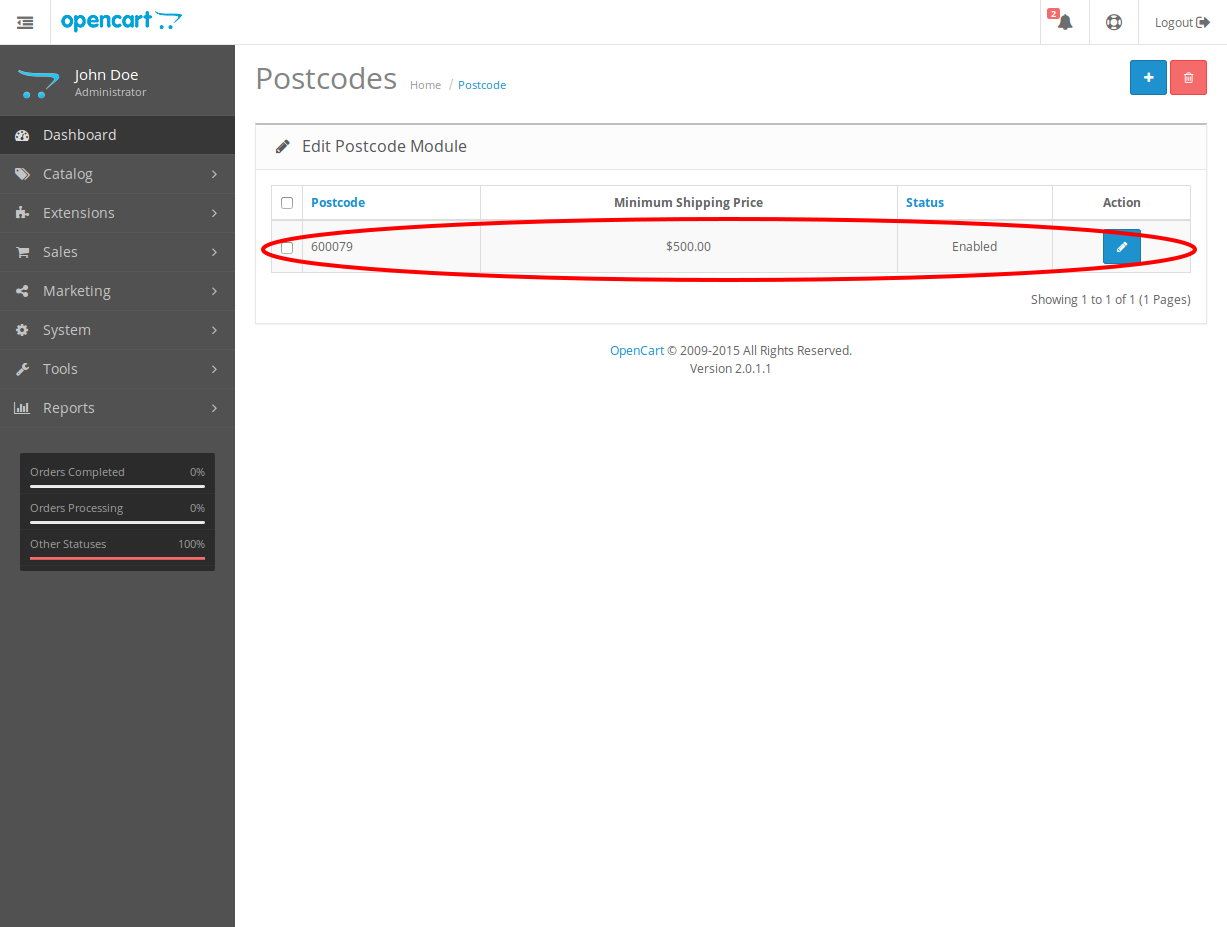 opencart
2
Logout
John Doe
Administrator
Postcodes Home / Postcode
Dashboard
Catalog
Extensions
Sales
Marketing
System
Tools
Reports
Orders Completed 0%
Orders Processing 0%
Other Statuses 100%
Edit Postcode Module
Postcode Minimum Shipping Price Status Action
600079 $500.00 Enabled
Showing 1 to 1 of 1 (1 Pages)
OpenCart © 2009-2015 All Rights Reserved.
Version 2.0.1.1